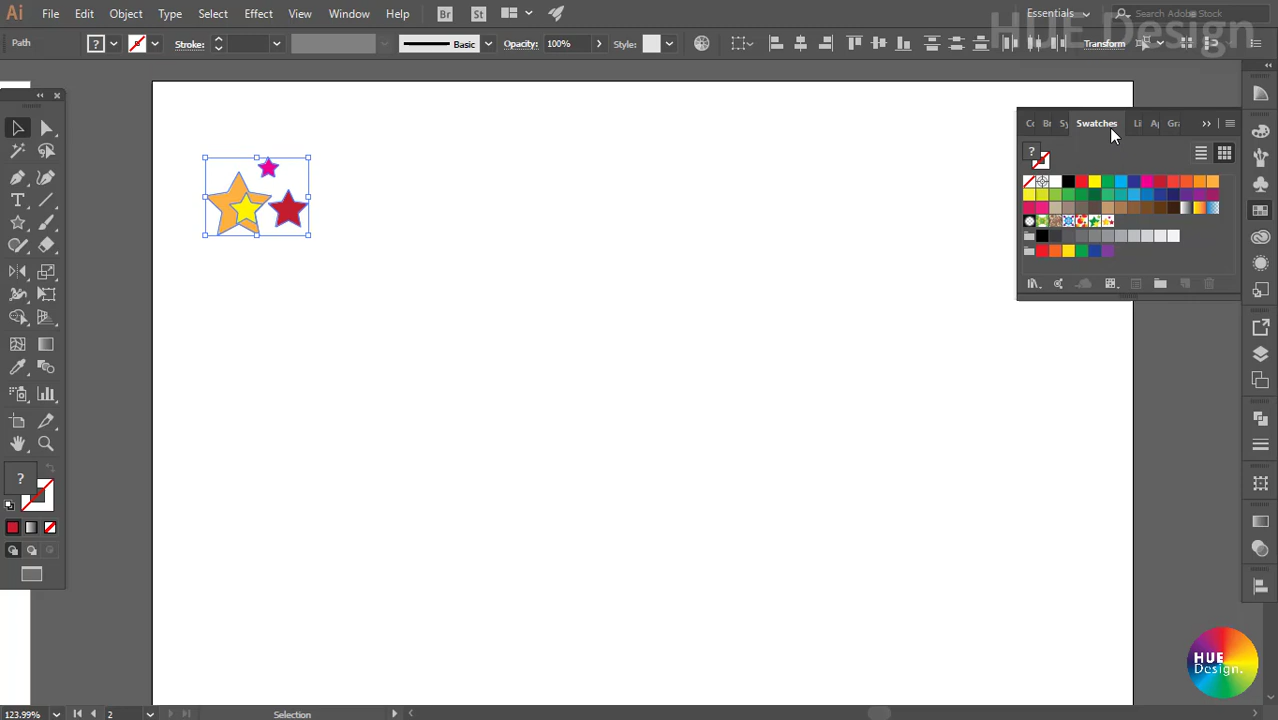 Ai File Edit Object Type Select Effect View Window Help Br St Essentials Search Adobe Stock
HUE Design
Path ? Stroke: Basic Opacity: 100% Style: Transform
Swatches Li
?
?
HUE
Design.
123.99% 2 Selection